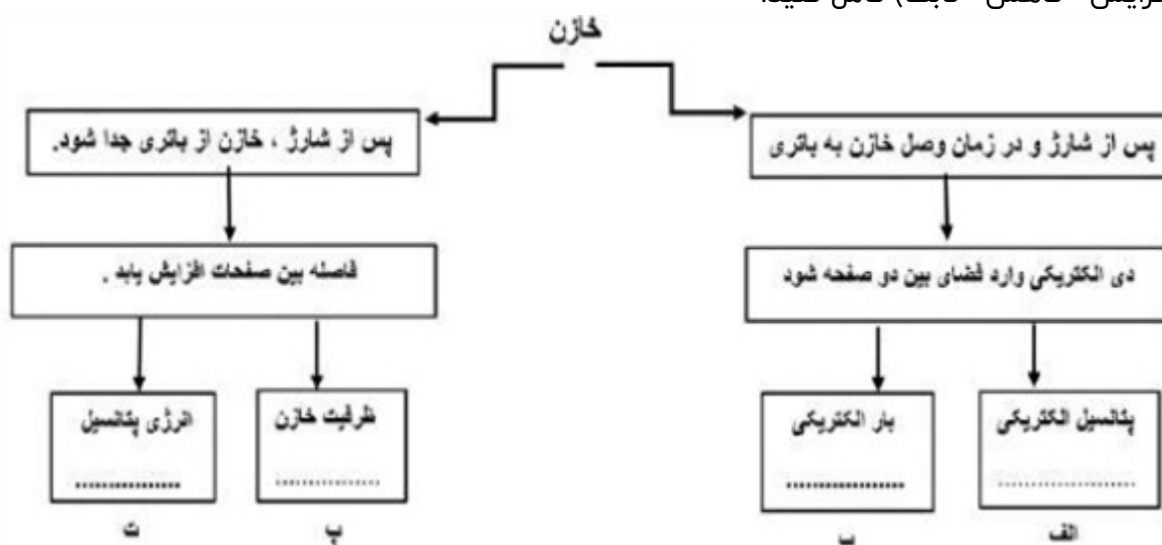 کامل کنید.
خازن
پس از شارژ و در زمان وصل خازن به باتری
دی الکتریکی وارد فضای بین دو صفحه شود
پتانسیل الکتریکی
....................
الف
بار الکتریکی
....................
ب
پس از شارژ ، خازن از باتری جدا شود.
فاصله بین صفحات افزایش یابد .
ظرفیت خازن
....................
پ
انرژی پتانسیل
....................
ت